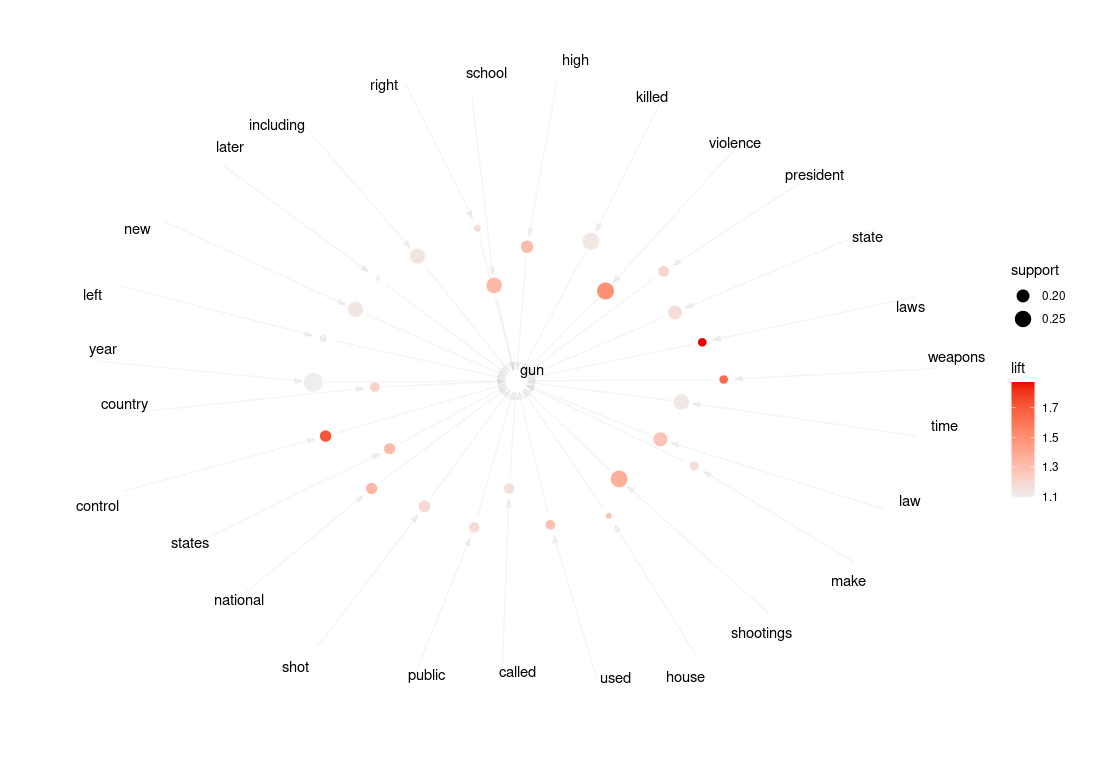 high
school
right
killed
including
violence
later
president
new
state
support
left
0.20
laws
0.25
year
weapons
lift
gun
country
1.7
time
1.5
1.3
control
law
1.1
states
make
national
shootings
shot
public
called
used
house